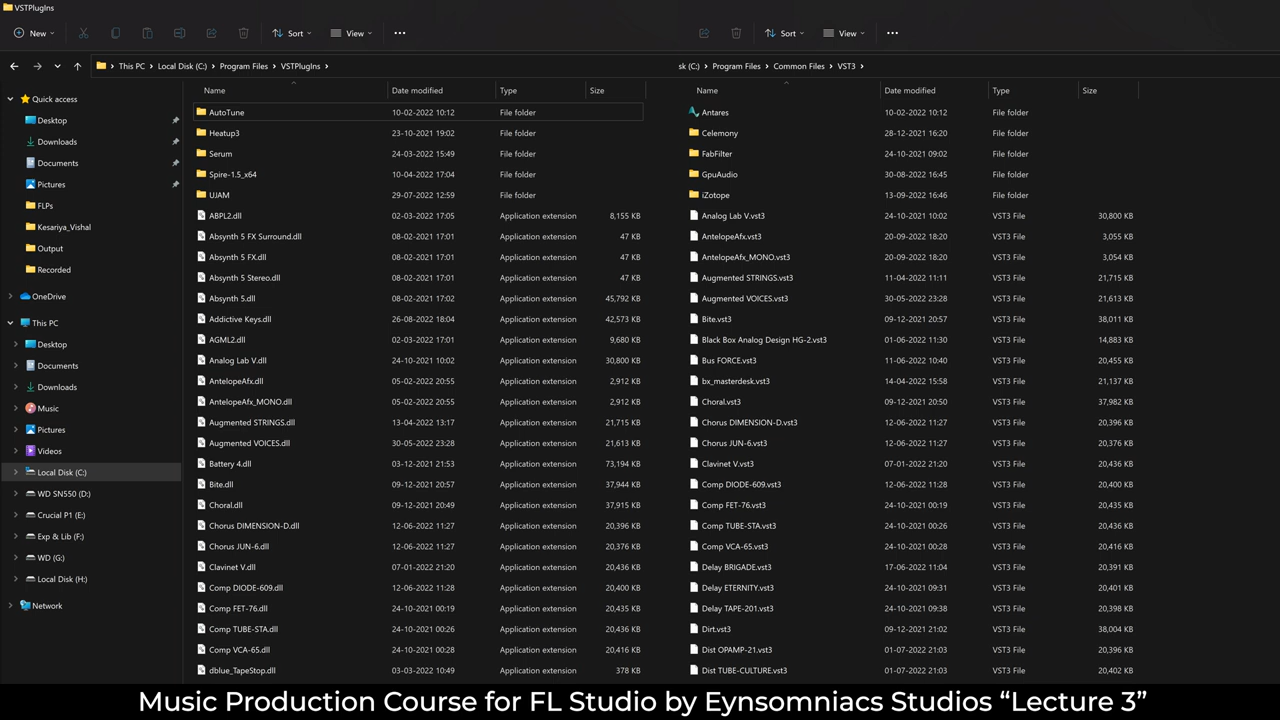 VSTPlugIns
New Sort View ••• Sort View •••
This PC > Local Disk (C:) > Program Files > VSTPlugIns > sk (C:) > Program Files > Common Files > VST3 >
Name Date modified Type Size Name Date modified Type Size
Quick access
Desktop
Downloads
Documents
Pictures
FLPs
Kesariya_Vishal
Output
Recorded
OneDrive
This PC
Desktop
Documents
Downloads
Music
Pictures
Videos
Local Disk (C:)
WD SN550 (D:)
Crucial P1 (E:)
Exp & Lib (F:)
WD (G:)
Local Disk (H:)
Network
AutoTune 10-02-2022 10:12 File folder
Heatup3 23-10-2021 19:02 File folder
Serum 24-03-2022 15:49 File folder
Spire-1.5_x64 10-04-2022 17:04 File folder
UJAM 29-07-2022 12:59 File folder
ABPL2.dll 02-03-2022 17:05 Application extension 8,155 KB
Absynth 5 FX Surround.dll 08-02-2021 17:01 Application extension 47 KB
Absynth 5 FX.dll 08-02-2021 17:01 Application extension 47 KB
Absynth 5 Stereo.dll 08-02-2021 17:01 Application extension 47 KB
Absynth 5.dll 08-02-2021 17:02 Application extension 45,792 KB
Addictive Keys.dll 26-08-2022 18:04 Application extension 42,573 KB
AGML2.dll 02-03-2022 17:01 Application extension 9,680 KB
Analog Lab V.dll 24-10-2021 10:02 Application extension 30,800 KB
AntelopeAfx.dll 05-02-2022 20:55 Application extension 2,912 KB
AntelopeAfx_MONO.dll 05-02-2022 20:55 Application extension 2,912 KB
Augmented STRINGS.dll 13-04-2022 13:17 Application extension 21,715 KB
Augmented VOICES.dll 30-05-2022 23:28 Application extension 21,613 KB
Battery 4.dll 03-12-2021 21:53 Application extension 73,194 KB
Bite.dll 09-12-2021 20:57 Application extension 37,944 KB
Choral.dll 09-12-2021 20:49 Application extension 37,915 KB
Chorus DIMENSION-D.dll 12-06-2022 11:27 Application extension 20,396 KB
Chorus JUN-6.dll 12-06-2022 11:27 Application extension 20,376 KB
Clavinet V.dll 07-01-2022 21:20 Application extension 20,436 KB
Comp DIODE-609.dll 12-06-2022 11:28 Application extension 20,400 KB
Comp FET-76.dll 24-10-2021 00:19 Application extension 20,435 KB
Comp TUBE-STA.dll 24-10-2021 00:26 Application extension 20,436 KB
Comp VCA-65.dll 24-10-2021 00:28 Application extension 20,416 KB
dblue_TapeStop.dll 03-03-2022 10:49 Application extension 378 KB
Antares 10-02-2022 10:12 File folder
Celemony 28-12-2021 16:20 File folder
FabFilter 24-10-2021 09:02 File folder
GpuAudio 30-08-2022 16:45 File folder
iZotope 13-09-2022 16:46 File folder
Analog Lab V.vst3 24-10-2021 10:02 VST3 File 30,800 KB
AntelopeAfx.vst3 20-09-2022 18:20 VST3 File 3,055 KB
AntelopeAfx_MONO.vst3 20-09-2022 18:20 VST3 File 3,054 KB
Augmented STRINGS.vst3 11-04-2022 11:11 VST3 File 21,715 KB
Augmented VOICES.vst3 30-05-2022 23:28 VST3 File 21,613 KB
Bite.vst3 09-12-2021 20:57 VST3 File 38,011 KB
Black Box Analog Design HG-2.vst3 01-06-2022 11:30 VST3 File 14,883 KB
Bus FORCE.vst3 11-06-2022 10:40 VST3 File 20,455 KB
bx_masterdesk.vst3 14-04-2022 15:58 VST3 File 21,137 KB
Choral.vst3 09-12-2021 20:50 VST3 File 37,982 KB
Chorus DIMENSION-D.vst3 12-06-2022 11:27 VST3 File 20,396 KB
Chorus JUN-6.vst3 12-06-2022 11:27 VST3 File 20,376 KB
Clavinet V.vst3 07-01-2022 21:20 VST3 File 20,436 KB
Comp DIODE-609.vst3 12-06-2022 11:28 VST3 File 20,400 KB
Comp FET-76.vst3 24-10-2021 00:19 VST3 File 20,435 KB
Comp TUBE-STA.vst3 24-10-2021 00:26 VST3 File 20,436 KB
Comp VCA-65.vst3 24-10-2021 00:28 VST3 File 20,416 KB
Delay BRIGADE.vst3 17-06-2022 11:04 VST3 File 20,391 KB
Delay ETERNITY.vst3 24-10-2021 09:31 VST3 File 20,401 KB
Delay TAPE-201.vst3 24-10-2021 09:38 VST3 File 20,398 KB
Dirt.vst3 09-12-2021 21:02 VST3 File 38,004 KB
Dist OPAMP-21.vst3 01-07-2022 21:03 VST3 File 20,396 KB
Dist TUBE-CULTURE.vst3 01-07-2022 21:03 VST3 File 20,402 KB
Music Production Course for FL Studio by Eynsomniacs Studios “Lecture 3”